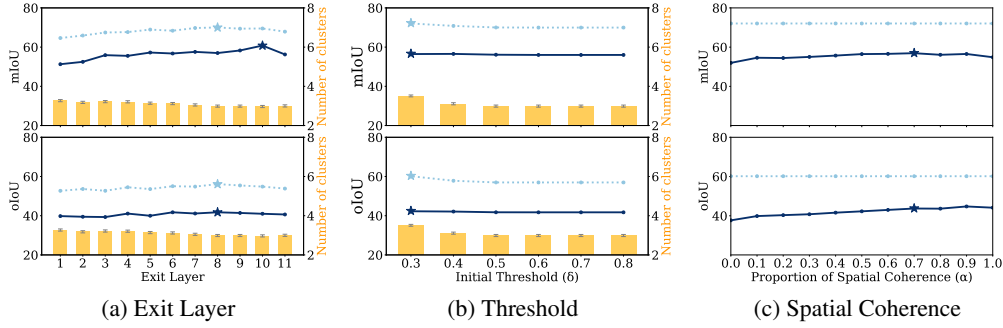 80
60
40
20
mIoU
8
6
4
2
Number of clusters
80
60
40
20
mIoU
8
6
4
2
Number of clusters
80
60
40
20
mIoU
80
60
40
20
oIoU
8
6
4
2
Number of clusters
1 2 3 4 5 6 7 8 9 10 11
Exit Layer
80
60
40
20
oIoU
8
6
4
2
Number of clusters
0.3 0.4 0.5 0.6 0.7 0.8
Initial Threshold (δ)
80
60
40
20
oIoU
0.0 0.1 0.2 0.3 0.4 0.5 0.6 0.7 0.8 0.9 1.0
Proportion of Spatial Coherence (α)
(a) Exit Layer
(b) Threshold
(c) Spatial Coherence